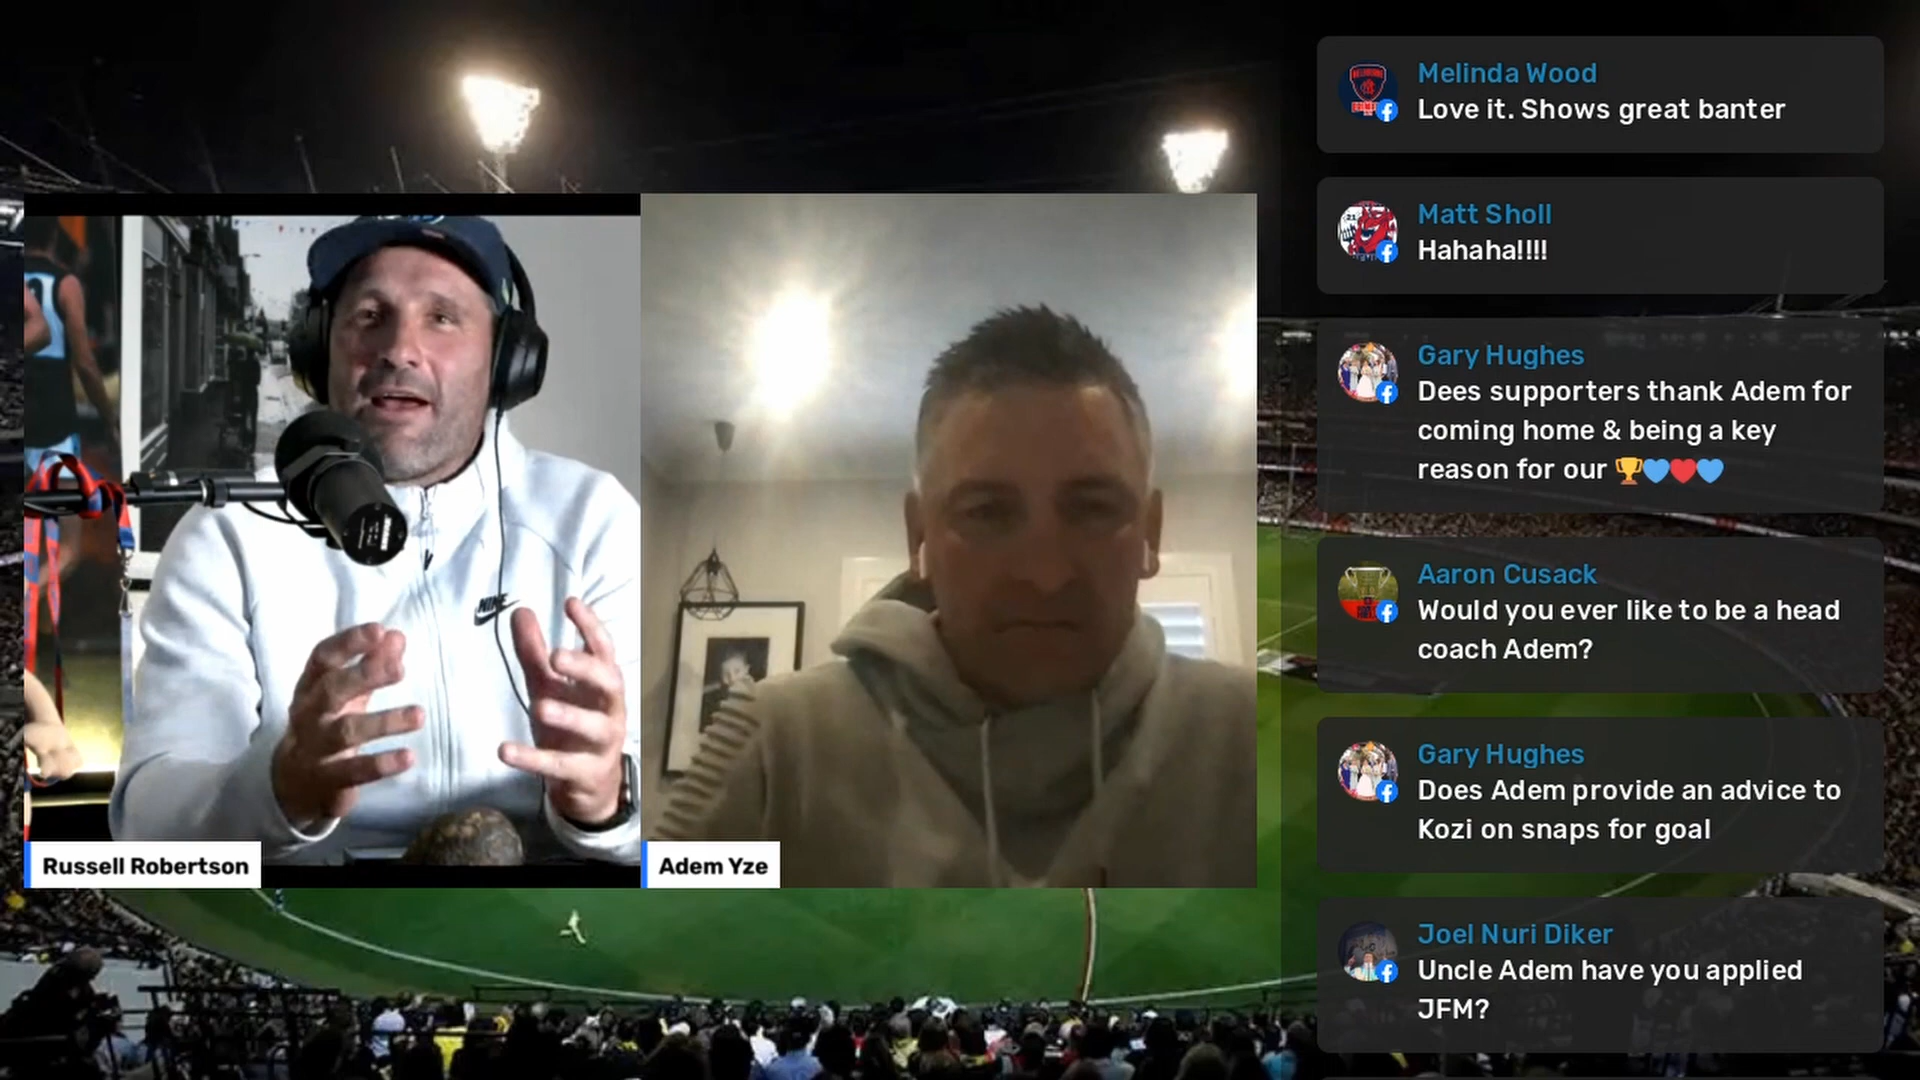 NIKE
Russell Robertson
Adem Yze
Melinda Wood
Love it. Shows great banter
Matt Sholl
Hahaha!!!!
Gary Hughes
Dees supporters thank Adem for
coming home & being a key
reason for our 🏆💙❤️💙
Aaron Cusack
Would you ever like to be a head
coach Adem?
Gary Hughes
Does Adem provide an advice to
Kozi on snaps for goal
Joel Nuri Diker
Uncle Adem have you applied
JFM?